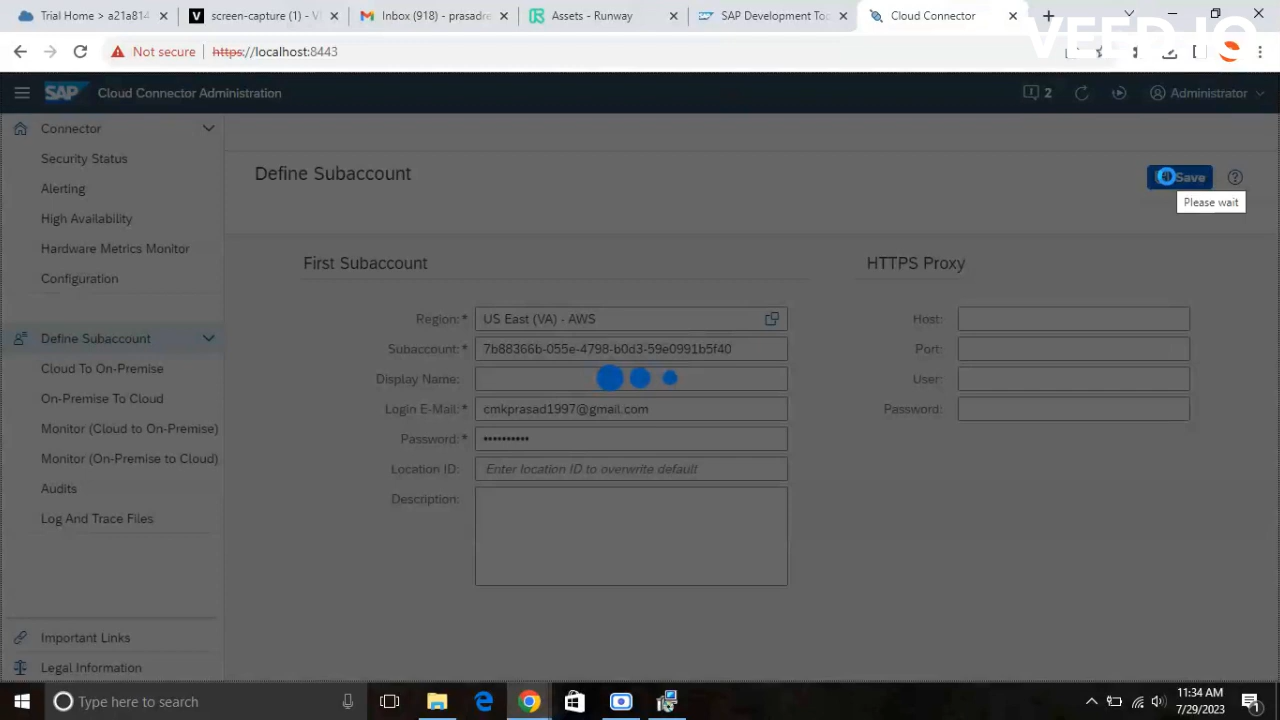 Trial Home > a21a814
screen-capture (1) - V
Inbox (918) - prasadre
Assets - Runway
SAP Development Too
Cloud Connector
VEED.IO
Not secure
https://localhost:8443
SAP
Cloud Connector Administration
2
Administrator
Connector
Security Status
Alerting
High Availability
Hardware Metrics Monitor
Configuration
Define Subaccount
Cloud To On-Premise
On-Premise To Cloud
Monitor (Cloud to On-Premise)
Monitor (On-Premise to Cloud)
Audits
Log And Trace Files
Important Links
Legal Information
Define Subaccount
Save
Please wait
First Subaccount
Region:* US East (VA) - AWS
Subaccount:* 7b88366b-055e-4798-b0d3-59e0991b5f40
Display Name:
Login E-Mail:* cmkprasad1997@gmail.com
Password:* ••••••••••
Location ID: Enter location ID to overwrite default
Description:
HTTPS Proxy
Host:
Port:
User:
Password:
Type here to search
11:34 AM
7/29/2023
1